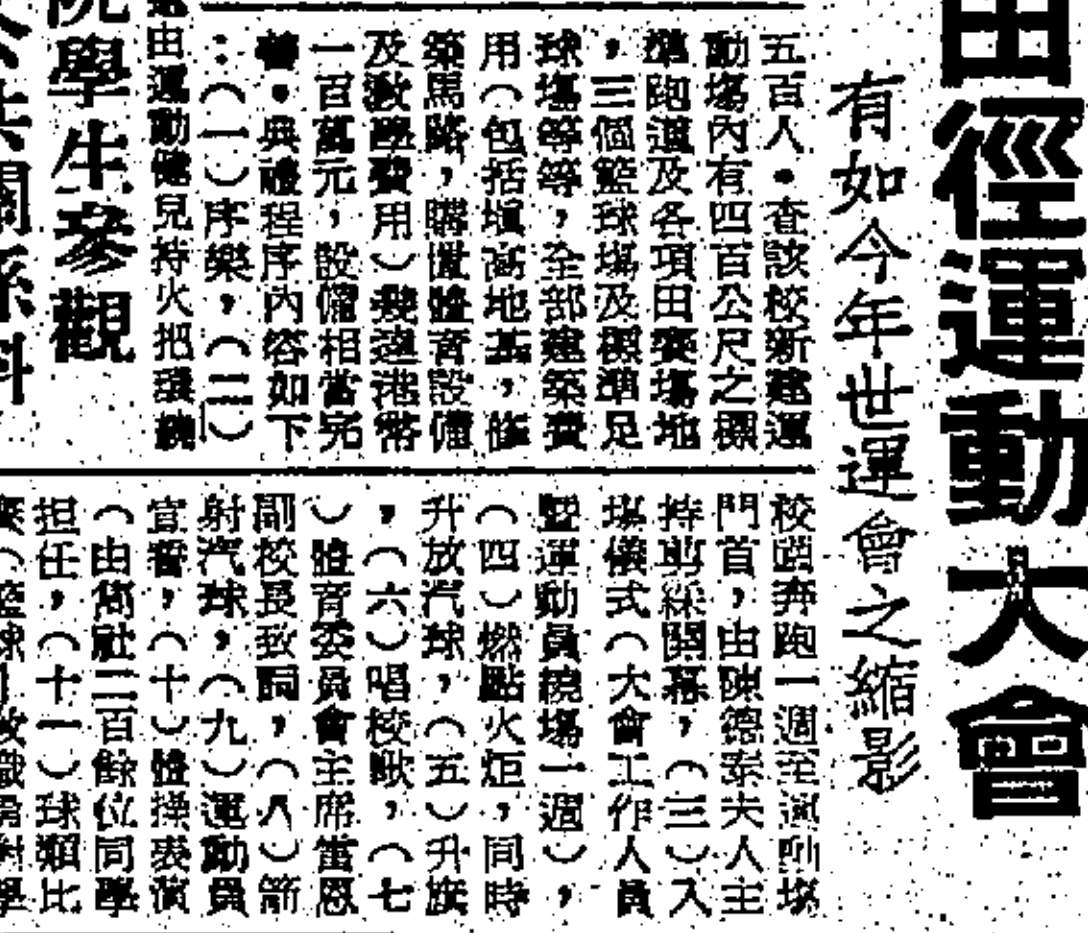 田徑運動大會
有如今年世運會之縮影
五百人。查該校新建運
動場內有四百公尺之標
準跑道及各項田賽場地
，三個籃球場及標準足
球場等等，全部建築費
用（包括填高地基，修
築馬路，購置體育設備
及教學費用）幾達港幣
一百萬元，設備相當完
善。典禮程序內容如下
：（一）序樂，（二）
由運動健兒持火把環繞
校園奔跑一週至運動場
門首，由陳德泰夫人主
持剪綵開幕，（三）入
場儀式（大會工作人員
暨運動員繞場一週），
（四）燃點火炬，同時
升放汽球，（五）升旗
，（六）唱校歌，（七
）體育委員會主席雷恩
副校長致詞，（八）箭
射汽球，（九）運動員
宣誓，（十）體操表演
（由簡社二百餘位同學
担任，（十一）球類比
學生參觀
關係